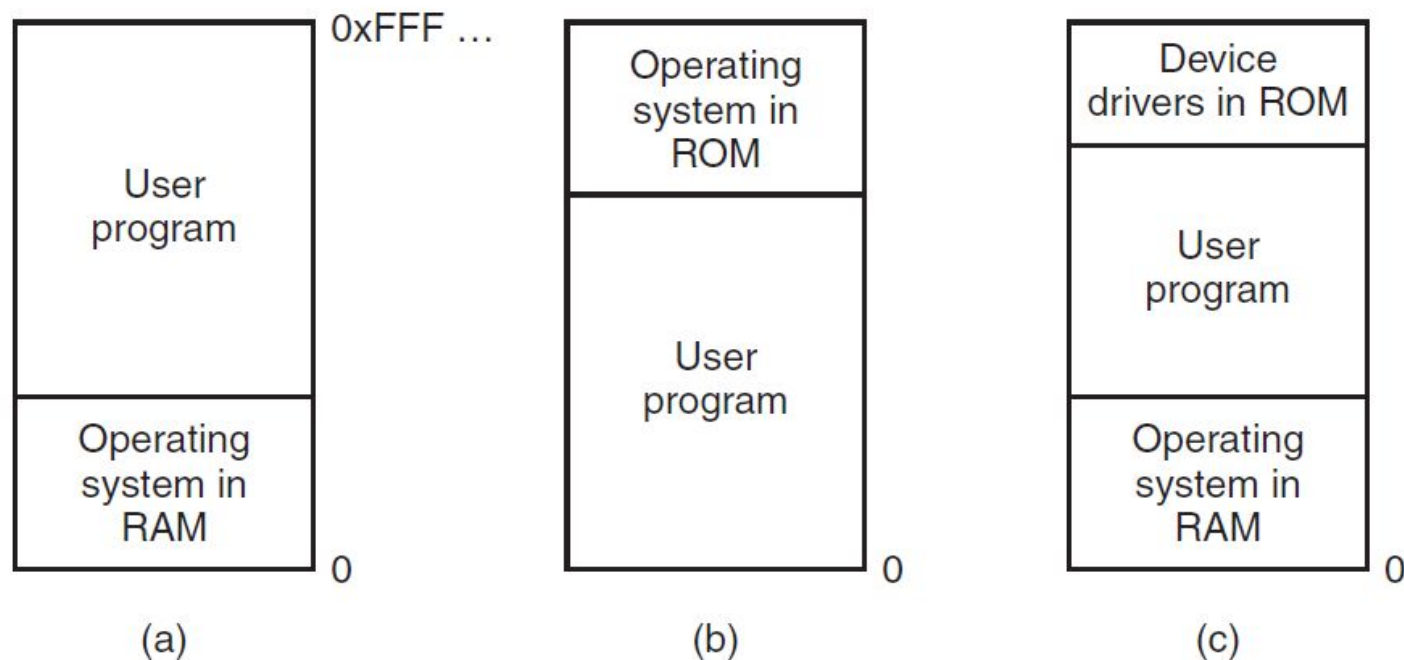 0xFFF ...
User
program
Operating
system in
RAM
0
(a)
Operating
system in
ROM
User
program
0
(b)
Device
drivers in ROM
User
program
Operating
system in
RAM
0
(c)